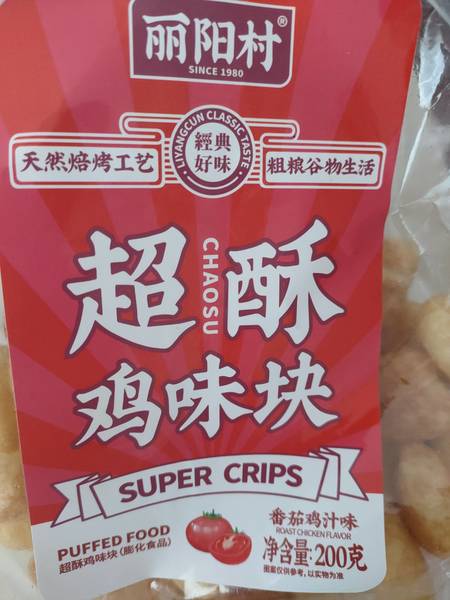 丽阳村®
SINCE 1980
LIYANGCUN CLASSIC TASTE
天然焙烤工艺
經典
好味
粗粮谷物生活
超酥
CHAOSU
鸡味块
SUPER CRIPS
PUFFED FOOD
超酥鸡味块(膨化食品)
番茄鸡汁味
ROAST CHICKEN FLAVOR
净含量:200克
图案仅供参考,以实物为准